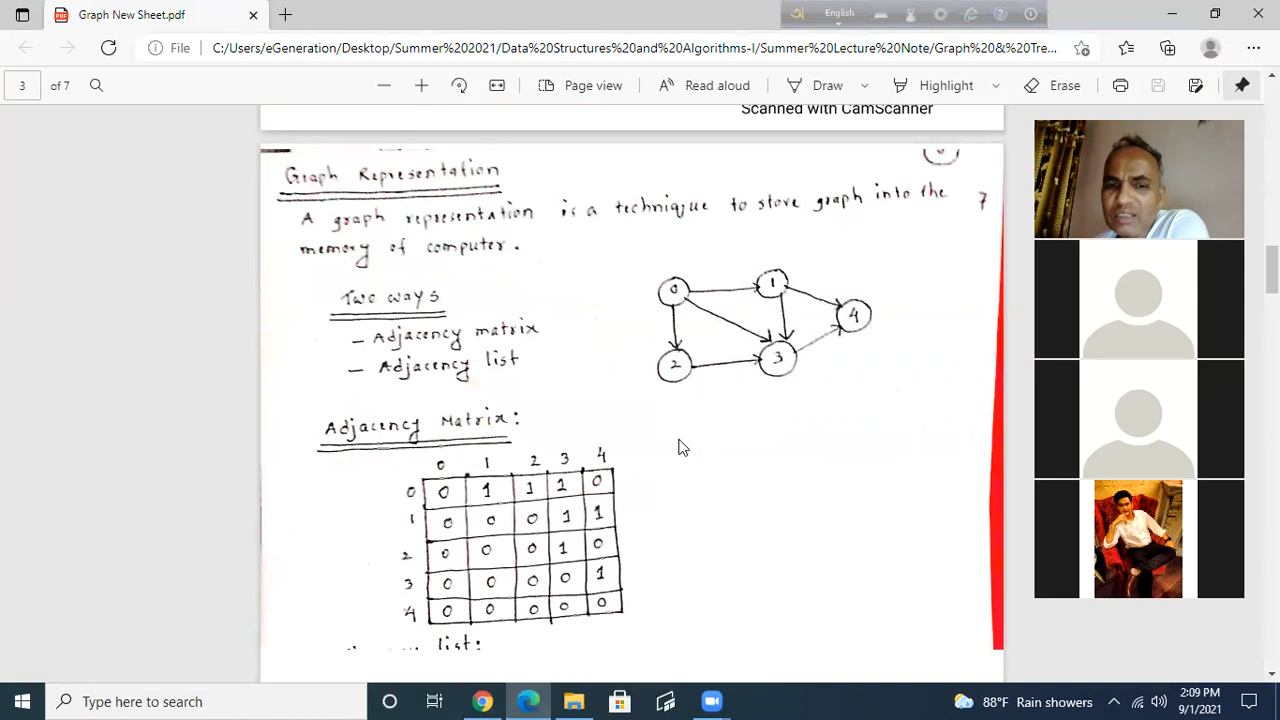 Graph New Sheet.pdf
English
File
C:/Users/eGeneration/Desktop/Summer%202021/Data%20Structures%20and%20Algorithms-I/Summer%20Lecture%20Note/Graph%20&%20Tre...
3 of 7
Page view
Read aloud
Draw
Highlight
Erase
Scanned with CamScanner
Graph Representation
A graph representation is a technique to store graph into the 7
memory of computer.
Two ways
- Adjacency matrix
- Adjacency list
0 1
4
2 3
Adjacency Matrix:
0 1 2 3 4
0 0 1 1 1 0
1 0 0 0 1 1
2 0 0 0 1 0
3 0 0 0 0 1
4 0 0 0 0 0
list:
Type here to search
88°F Rain showers
2:09 PM
9/1/2021